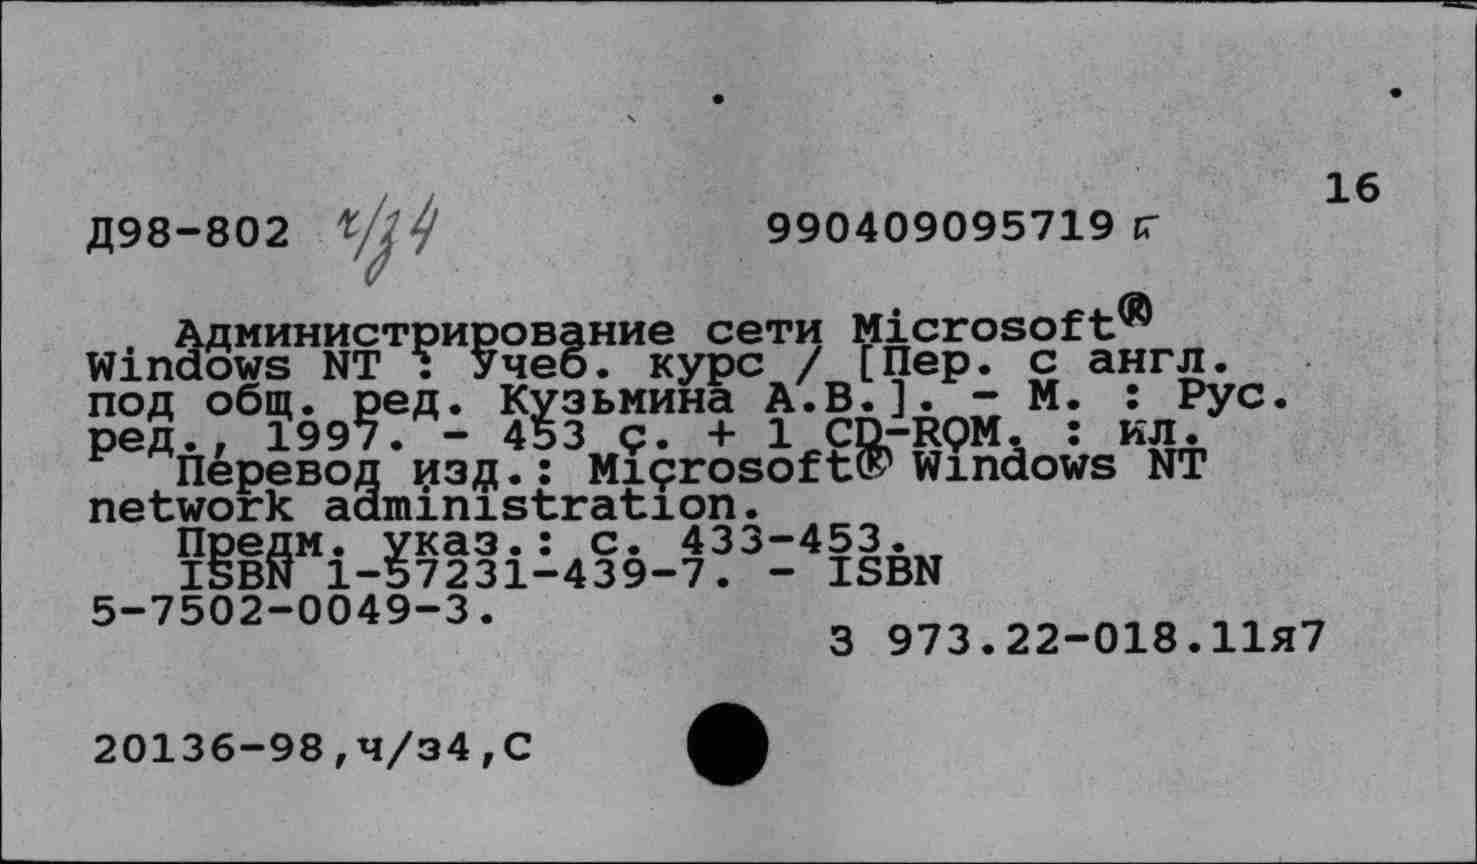 16
Д98-802 ч/з4 990409095719
Администрирование сети Microsoft®
Windows NT : Учеб. курс / [Пер. с англ.
под общ. ред. Кузьмина А.В.]. - М. : Рус.
ред., 1997. - 453 с. + 1 CD-ROM. : ил.
Перевод изд.: Microsoft® Windows NT
network administration.
Предм. указ.: с. 433-453.
ISBN 1-57231-439-7. - ISBN
5-7502-0049-3.
З 973.22-018.11я7
20136-98,ч/з4,С